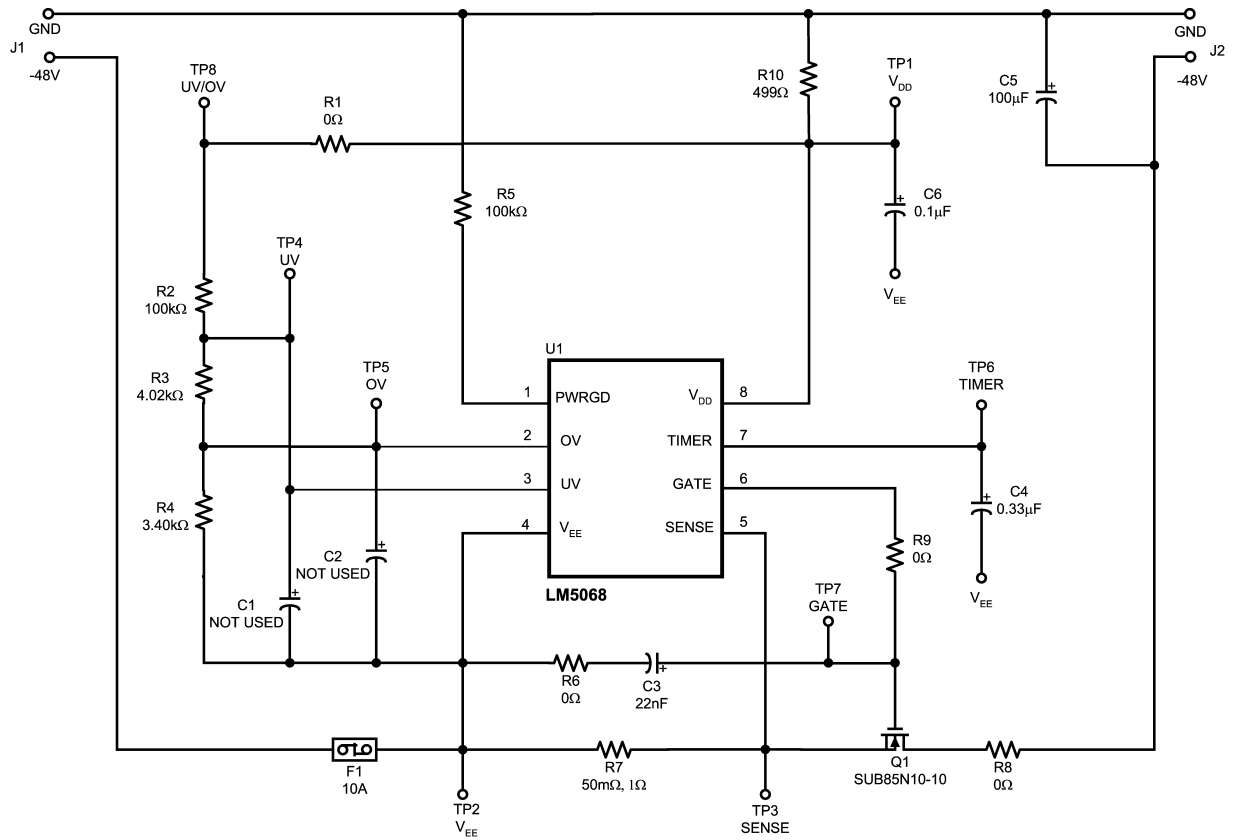 GND
J1
-48V
TP8
UV/OV
R1
0Ω
R10
499Ω
TP1
VDD
C5
100μF
+
GND
J2
-48V
R5
100kΩ
C6
0.1μF
+
VEE
TP4
UV
R2
100kΩ
R3
4.02kΩ
TP5
OV
U1
1
PWRGD
VDD
8
2
OV
TIMER
7
3
UV
GATE
6
4
VEE
SENSE
5
LM5068
TP6
TIMER
C4
0.33μF
+
VEE
R4
3.40kΩ
C2
NOT USED
+
C1
NOT USED
+
R9
0Ω
TP7
GATE
R6
0Ω
C3
22nF
+
F1
10A
R7
50mΩ, 1Ω
Q1
SUB85N10-10
R8
0Ω
TP2
VEE
TP3
SENSE